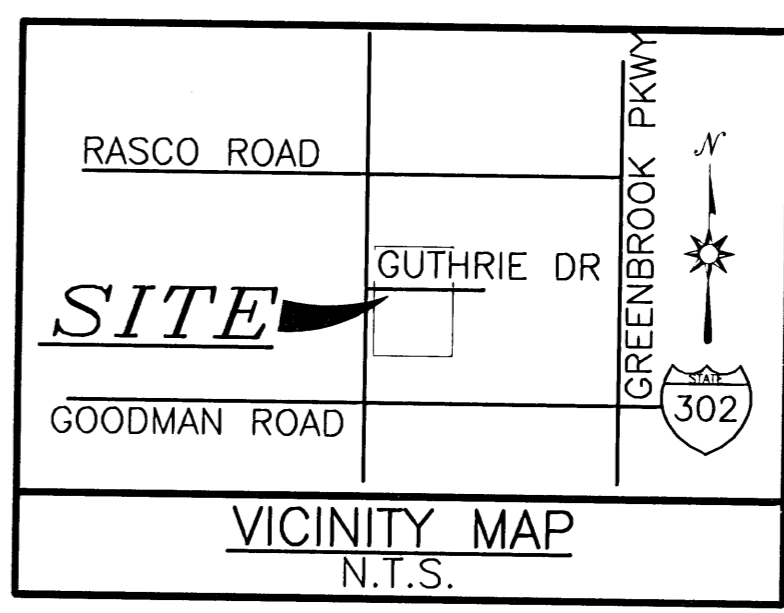 GREENBROOK PKWY
RASCO ROAD
N
GUTHRIE DR
SITE
STATE
302
GOODMAN ROAD
VICINITY MAP
N.T.S.